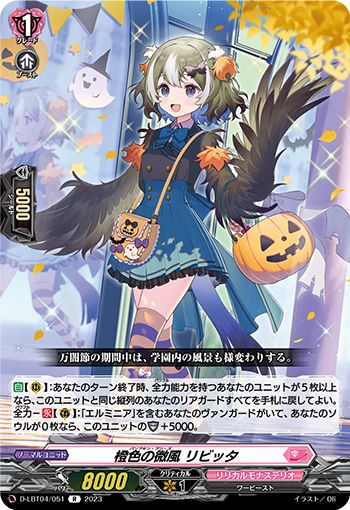 1
グレード
ブースト
5000
シールド
万闇節の期間中は、学園内の風景も様変わりする。
自【R】:あなたのターン終了時、全力能力を持つあなたのユニットが5枚以上
なら、このユニットと同じ縦列のあなたのリアガードすべてを手札に戻してよい。
全力 永【R】:「エルミニア」を含むあなたのヴァンガードがいて、あなたのソ
ウルが0枚なら、このユニットの+5000。
ノーマルユニット
パワー
8000
クリティカル
1
橙色の微風 リビッタ
リリカルモナステリオ
ワービースト
D-LBT04/051 R 2023
イラスト/Oli